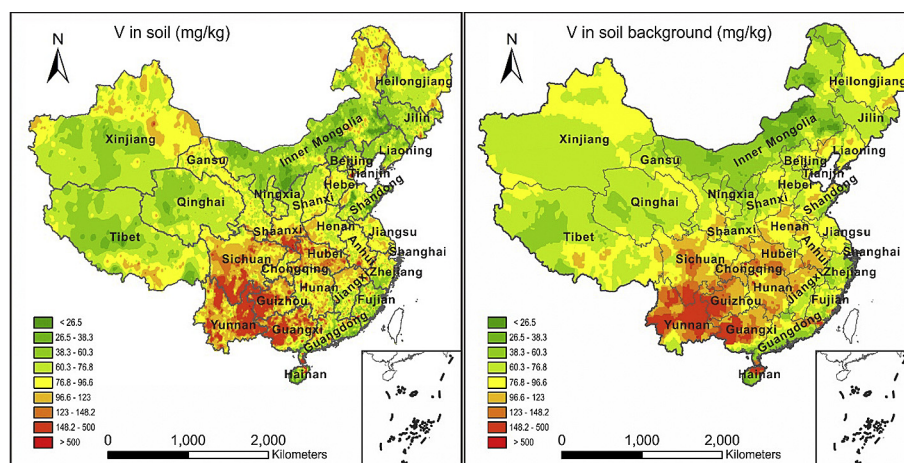 V in soil (mg/kg)
N
Heilongjiang
Jilin
Xinjiang
Inner Mongolia
Liaoning
Gansu
Beijing
Tianjin
Hebei
Ningxia
Shanxi
Shandong
Qinghai
Shaanxi
Henan
Jiangsu
Tibet
Anhui
Shanghai
Sichuan
Hubei
Chongqing
Zhejiang
Hunan
Jiangxi
Guizhou
Fujian
Yunnan
Guangxi
Guangdong
Hainan
< 26.5
26.5 - 38.3
38.3 - 60.3
60.3 - 76.8
76.8 - 96.6
96.6 - 123
123 - 148.2
148.2 - 500
> 500
0 1,000 2,000
Kilometers
V in soil background (mg/kg)
N
Heilongjiang
Jilin
Xinjiang
Inner Mongolia
Liaoning
Gansu
Beijing
Tianjin
Hebei
Ningxia
Shanxi
Shandong
Qinghai
Shaanxi
Henan
Jiangsu
Tibet
Anhui
Shanghai
Sichuan
Hubei
Chongqing
Zhejiang
Hunan
Jiangxi
Guizhou
Fujian
Yunnan
Guangxi
Guangdong
Hainan
< 26.5
26.5 - 38.3
38.3 - 60.3
60.3 - 76.8
76.8 - 96.6
96.6 - 123
123 - 148.2
148.2 - 500
> 500
0 1,000 2,000
Kilometers